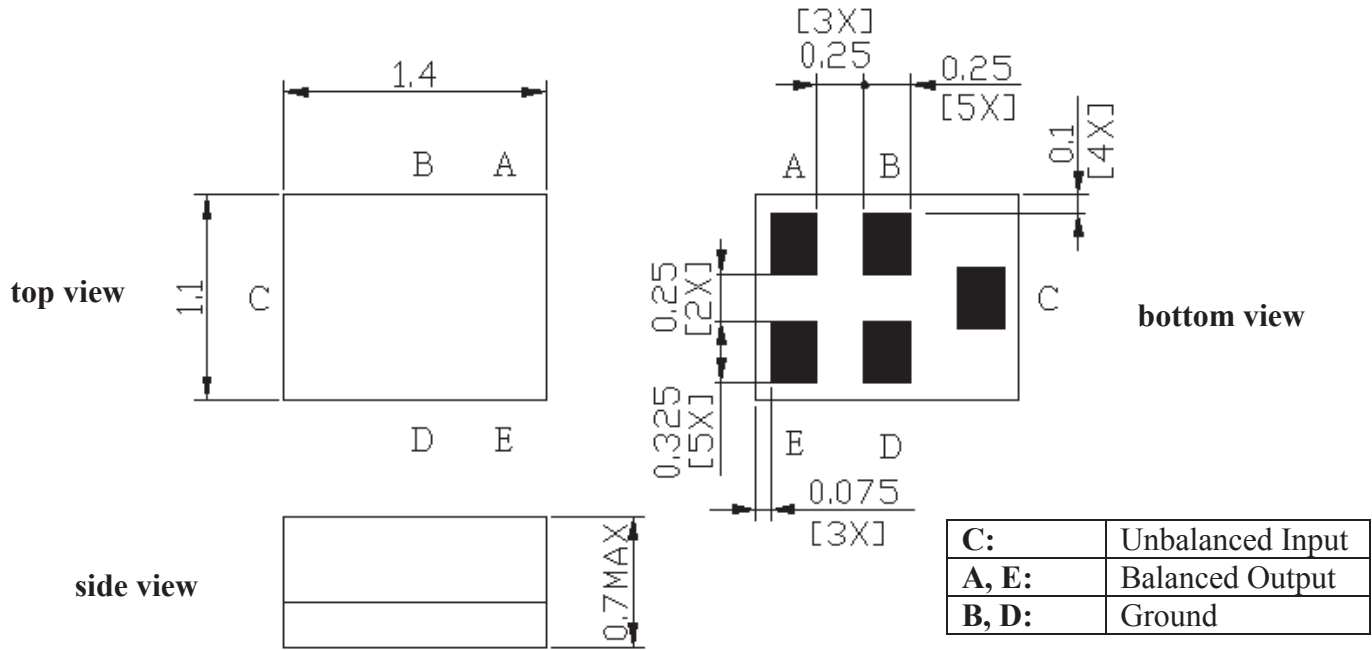 top view
1.4
B A
1.1
C
D E
side view
0.7MAX
[3X]
0.25
0.25
[5X]
0.1
[4X]
A B
0.25
[2X]
C
bottom view
0.325
[5X]
E D
0.075
[3X]
C: Unbalanced Input
A, E: Balanced Output
B, D: Ground